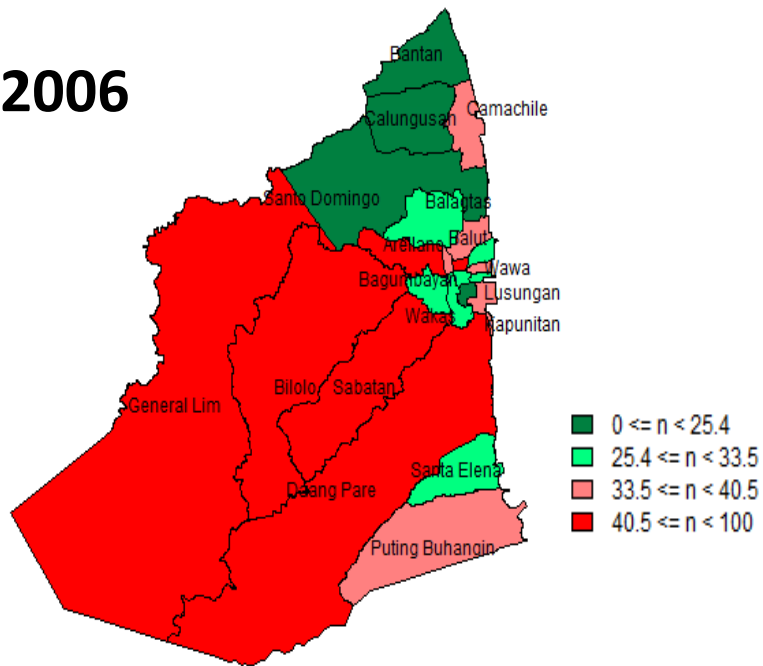 2006
Bantan
Camachile
Calungusan
Santo Domingo
Balagtas
Balut
Arellano
Wawa
Bagumbayan
Lusungan
Wakas
Kapunitan
Bilolo
Sabatan
General Lim
Santa Elena
Daang Pare
Puting Buhangin
0 <= n < 25.4
25.4 <= n < 33.5
33.5 <= n < 40.5
40.5 <= n < 100